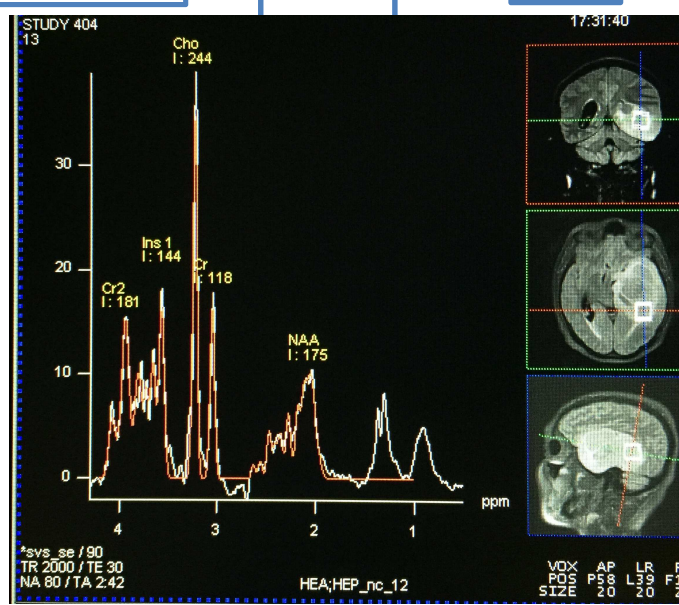 STUDY 404
13
17:31:40
Cho
I : 244
30
Ins 1
I : 144
Cr
I : 118
20
Cr2
I : 181
NAA
I : 175
10
0
ppm
4 3 2 1
*svs_se / 90
TR 2000 / TE 30
NA 80 / TA 2:42
HEA;HEP_nc_12
VOX AP LR
POS P58 L39
SIZE 20 20